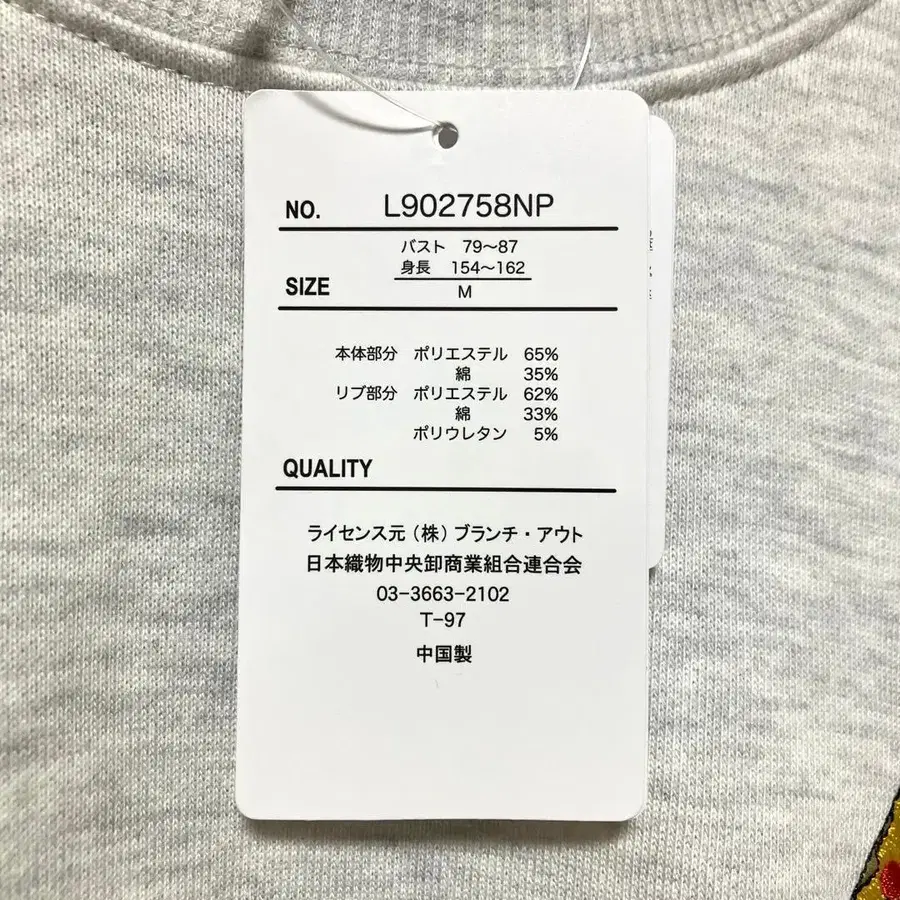 NO. L902758NP
バスト 79〜87
身長 154〜162
SIZE
M
本体部分 ポリエステル 65%
綿 35%
リブ部分 ポリエステル 62%
綿 33%
ポリウレタン 5%
QUALITY
ライセンス元(株)ブランチ・アウト
日本織物中央卸商業組合連合会
03-3663-2102
T-97
中国製